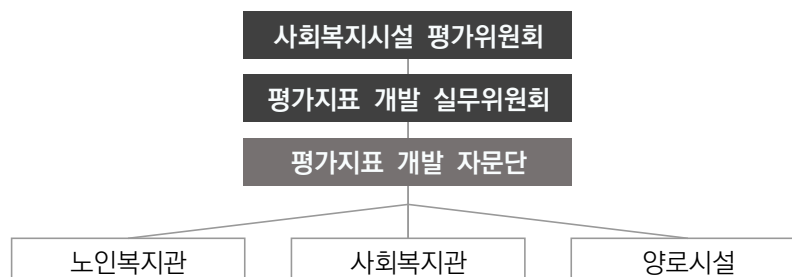 사회복지시설 평가위원회
평가지표 개발 실무위원회
평가지표 개발 자문단
노인복지관
사회복지관
양로시설